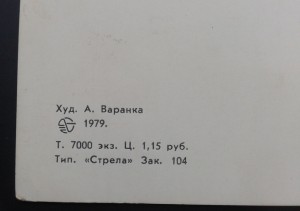 Худ. А. Варанка
1979.
Т. 7000 экз. Ц. 1,15 руб.
Тип. «Стрела» Зак. 104